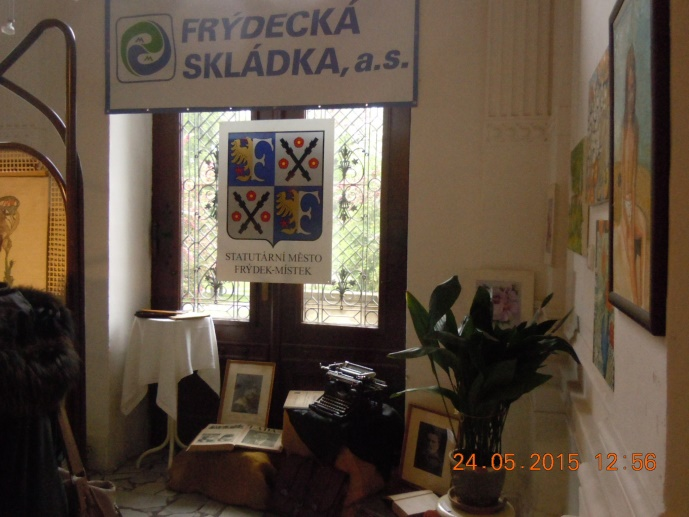 FRÝDECKÁ
SKLÁDKA, a.s.
STATUTÁRNÍ MĚSTO
FRÝDEK-MÍSTEK
24.05.2015 12:56